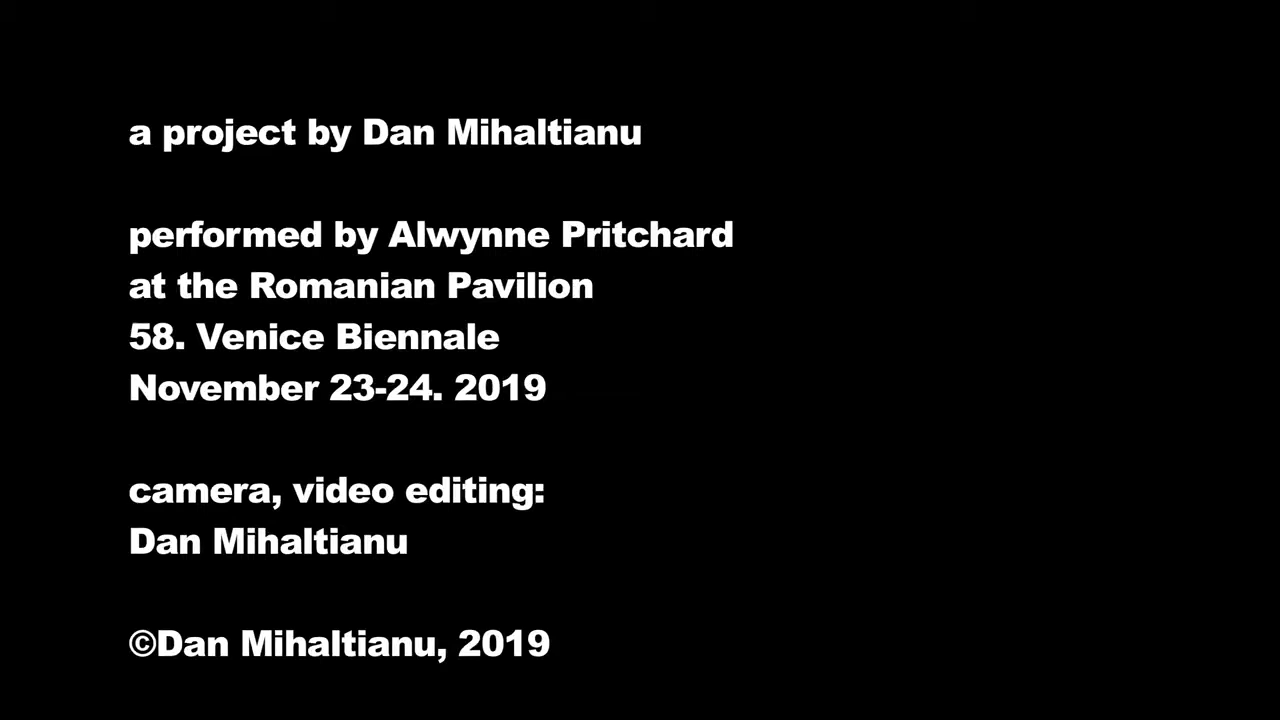 a project by Dan Mihaltianu
performed by Alwynne Pritchard
at the Romanian Pavilion
58. Venice Biennale
November 23-24. 2019
camera, video editing:
Dan Mihaltianu
©Dan Mihaltianu, 2019